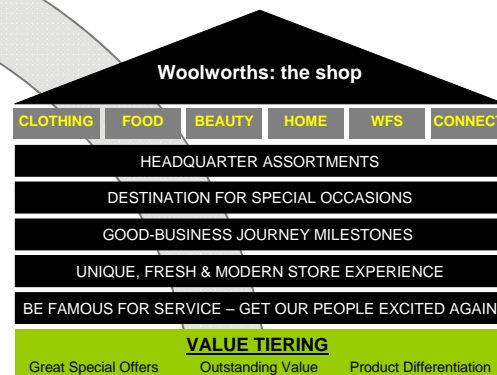 Woolworths: the shop
CLOTHING FOOD BEAUTY HOME WFS CONNECT
HEADQUARTER ASSORTMENTS
DESTINATION FOR SPECIAL OCCASIONS
GOOD-BUSINESS JOURNEY MILESTONES
UNIQUE, FRESH & MODERN STORE EXPERIENCE
BE FAMOUS FOR SERVICE – GET OUR PEOPLE EXCITED AGAIN
VALUE TIERING
Great Special Offers Outstanding Value Product Differentiation